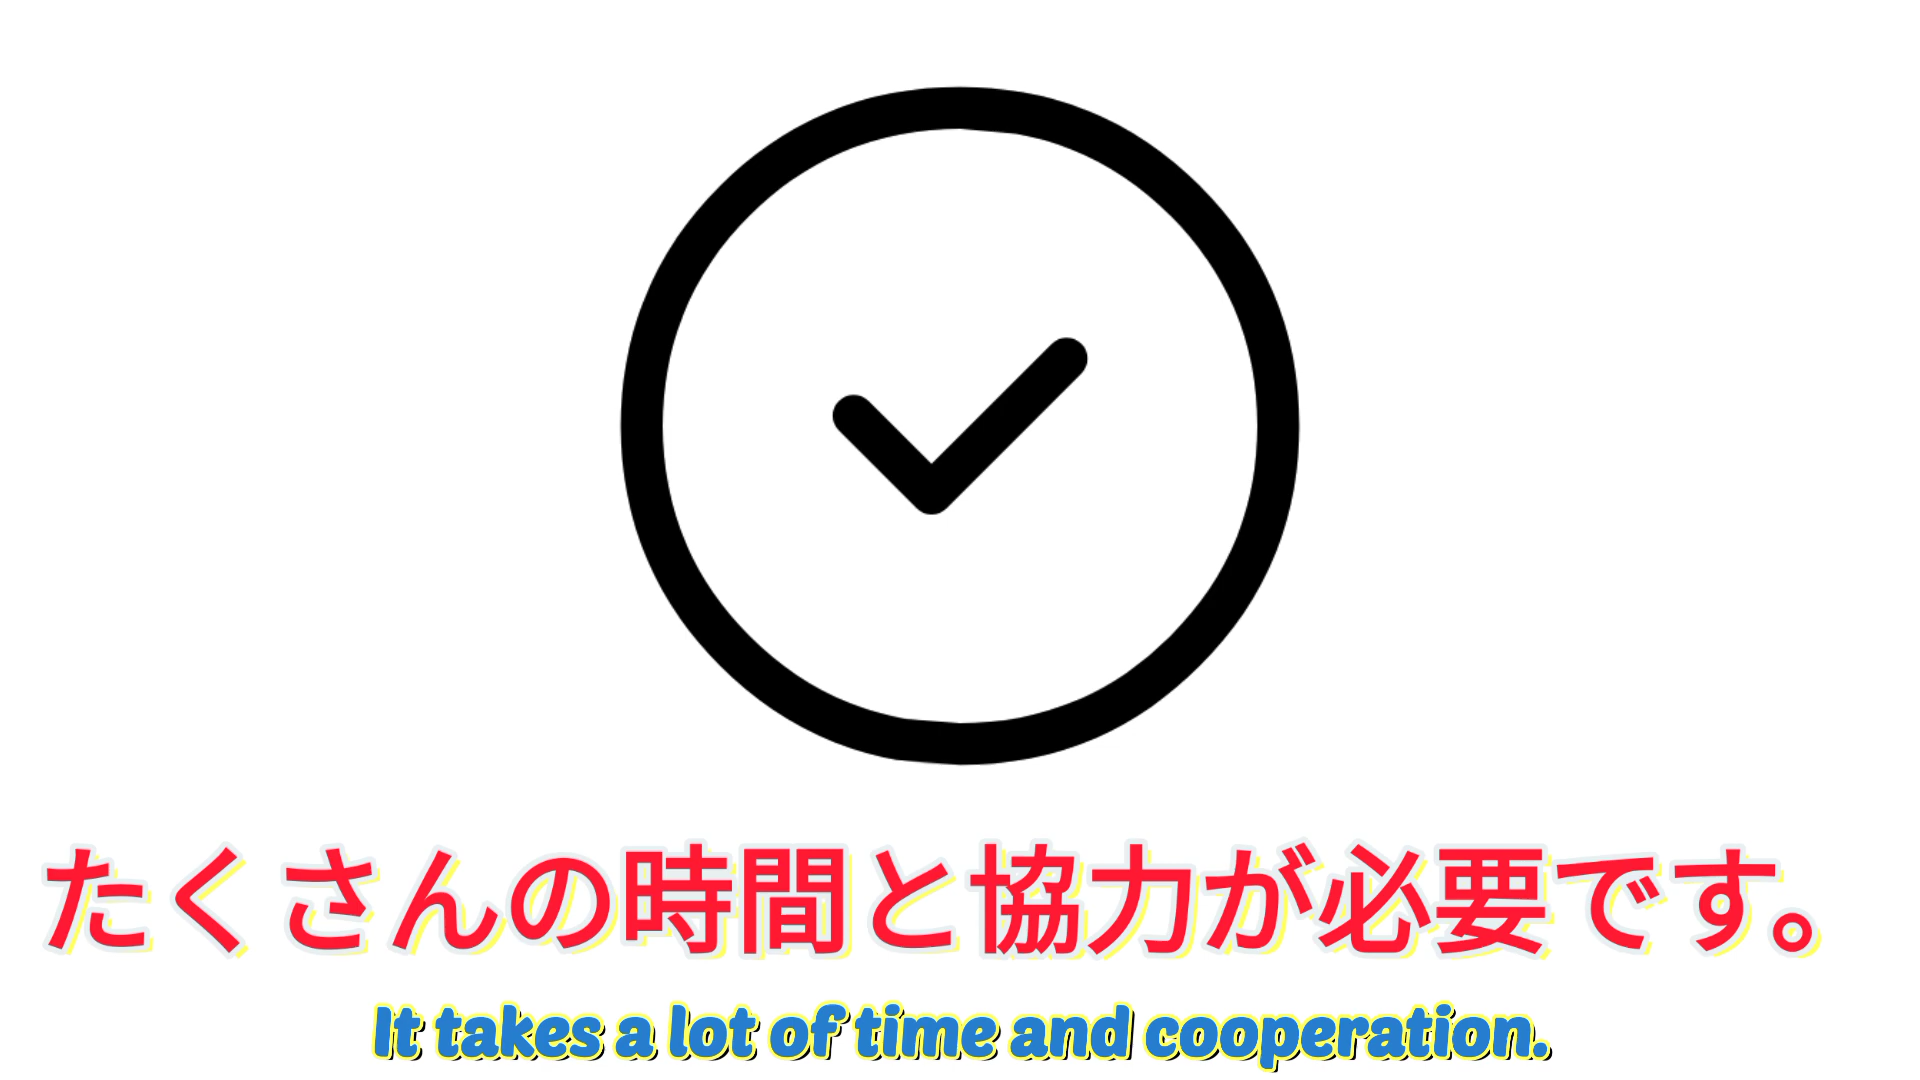 たくさんの時間と協力が必要です。
It takes a lot of time and cooperation.